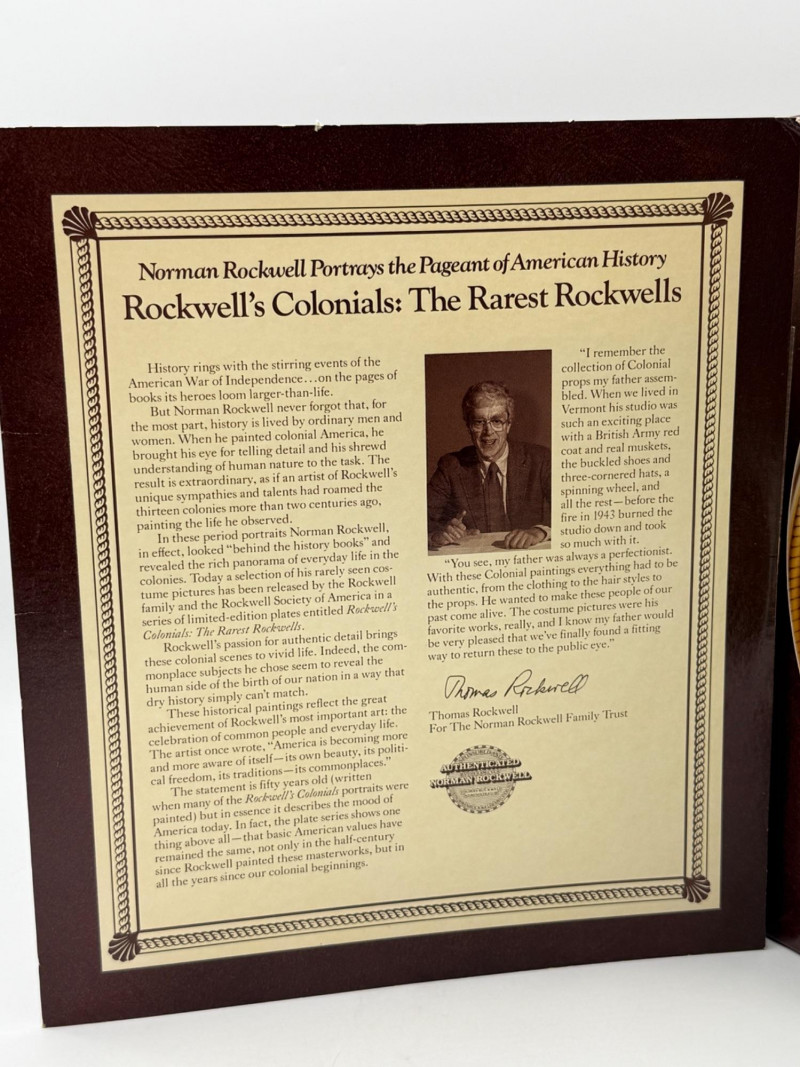 Norman Rockwell Portrays the Pageant of American History
Rockwell's Colonials: The Rarest Rockwells
History rings with the stirring events of the
American War of Independence...on the pages of
books its heroes loom larger-than-life.
But Norman Rockwell never forgot that, for
the most part, history is lived by ordinary men and
women. When he painted colonial America, he
brought his eye for telling detail and his shrewd
understanding of human nature to the task. The
result is extraordinary, as if an artist of Rockwell's
unique sympathies and talents had roamed the
thirteen colonies more than two centuries ago,
painting the life he observed.
In these period portraits Norman Rockwell,
in effect, looked "behind the history books" and
revealed the rich panorama of everyday life in the
colonies. Today a selection of his rarely seen cos-
tume pictures has been released by the Rockwell
family and the Rockwell Society of America in a
series of limited-edition plates entitled Rockwell's
Colonials: The Rarest Rockwells.
Rockwell's passion for authentic detail brings
these colonial scenes to vivid life. Indeed, the com-
monplace subjects he chose seem to reveal the
human side of the birth of our nation in a way that
dry history simply can't match.
These historical paintings reflect the great
achievement of Rockwell's most important art: the
celebration of common people and everyday life.
The artist once wrote, "America is becoming more
and more aware of itself—its own beauty, its politi-
cal freedom, its traditions—its commonplaces."
The statement is fifty years old (written
when many of the Rockwell's Colonials portraits were
painted) but in essence it describes the mood of
America today. In fact, the plate series shows one
thing above all—that basic American values have
remained the same, not only in the half-century
since Rockwell painted these masterworks, but in
all the years since our colonial beginnings.
"I remember the
collection of Colonial
props my father assem-
bled. When we lived in
Vermont his studio was
such an exciting place
with a British Army red
coat and real muskets,
the buckled shoes and
three-cornered hats, a
spinning wheel, and
all the rest—before the
fire in 1943 burned the
studio down and took
so much with it.
"You see, my father was always a perfectionist.
With these Colonial paintings everything had to be
authentic, from the clothing to the hair styles to
the props. He wanted to make these people of our
past come alive. The costume pictures were his
favorite works, really, and I know my father would
be very pleased that we've finally found a fitting
way to return these to the public eye."
Thomas Rockwell
Thomas Rockwell
For The Norman Rockwell Family Trust
AUTHENTICATED
NORMAN ROCKWELL